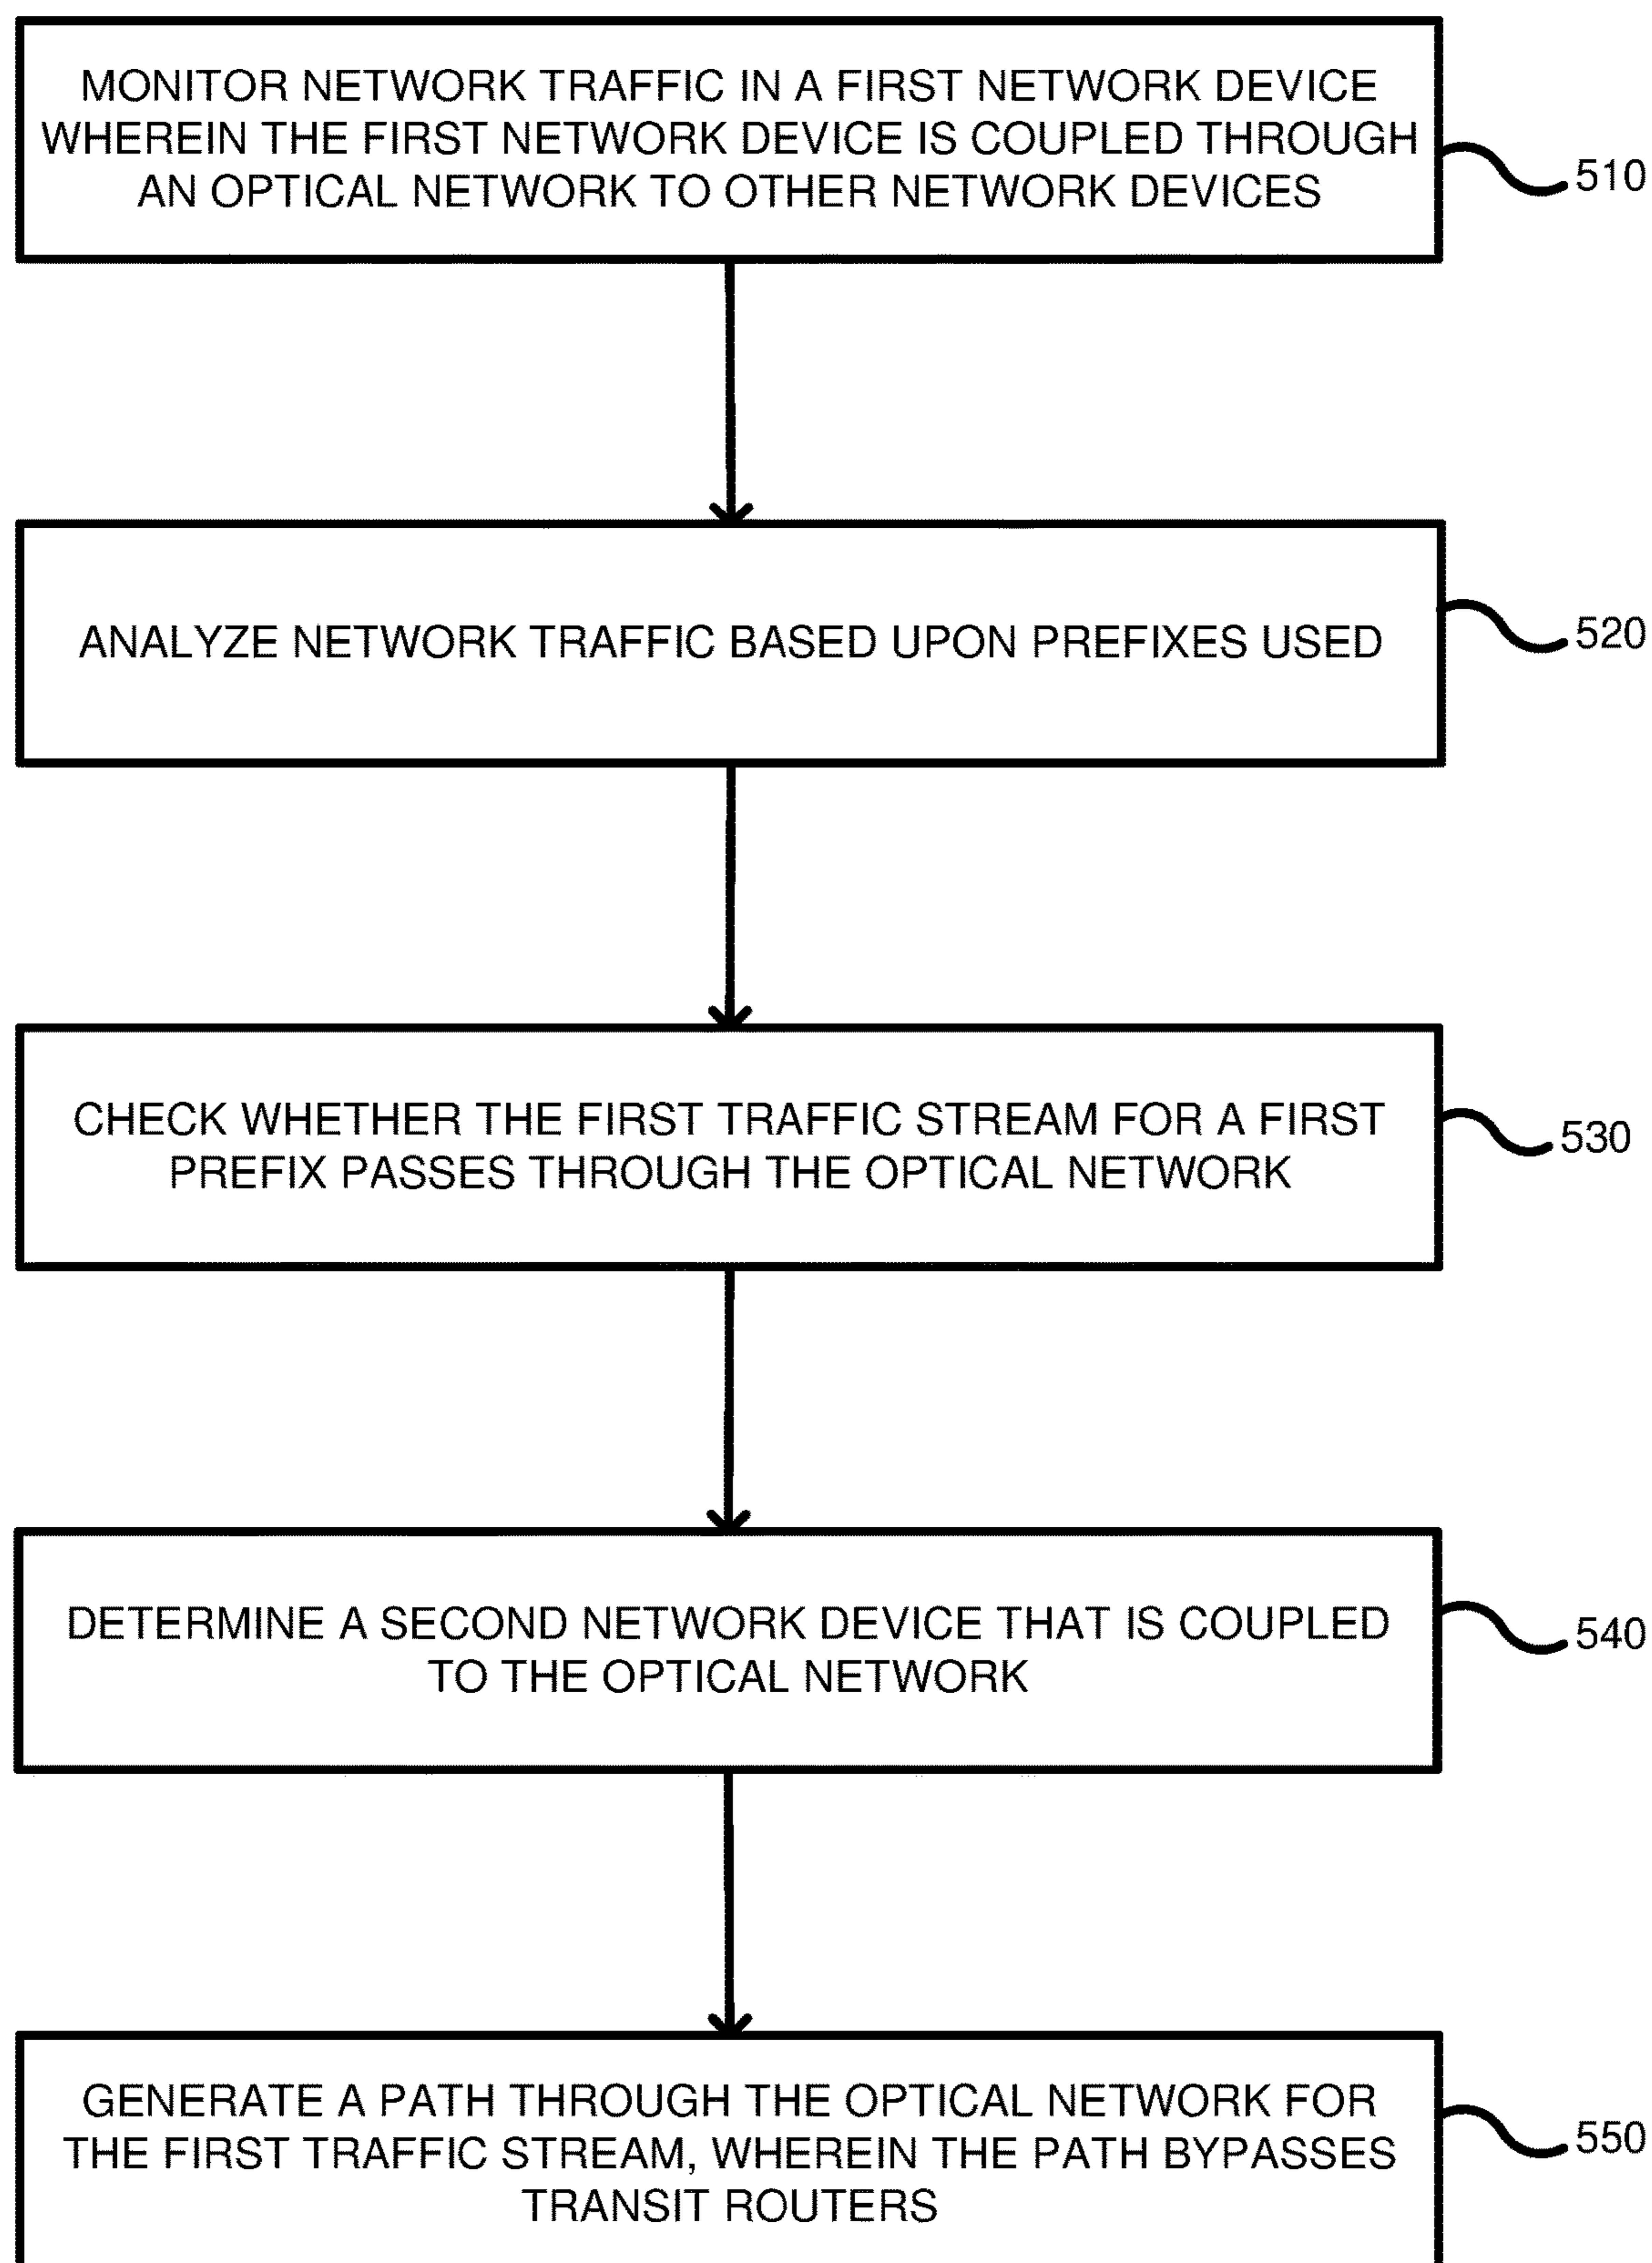 MONITOR NETWORK TRAFFIC IN A FIRST NETWORK DEVICE
WHEREIN THE FIRST NETWORK DEVICE IS COUPLED THROUGH
AN OPTICAL NETWORK TO OTHER NETWORK DEVICES
510
ANALYZE NETWORK TRAFFIC BASED UPON PREFIXES USED
520
CHECK WHETHER THE FIRST TRAFFIC STREAM FOR A FIRST
PREFIX PASSES THROUGH THE OPTICAL NETWORK
530
DETERMINE A SECOND NETWORK DEVICE THAT IS COUPLED
TO THE OPTICAL NETWORK
540
GENERATE A PATH THROUGH THE OPTICAL NETWORK FOR
THE FIRST TRAFFIC STREAM, WHEREIN THE PATH BYPASSES
TRANSIT ROUTERS
550